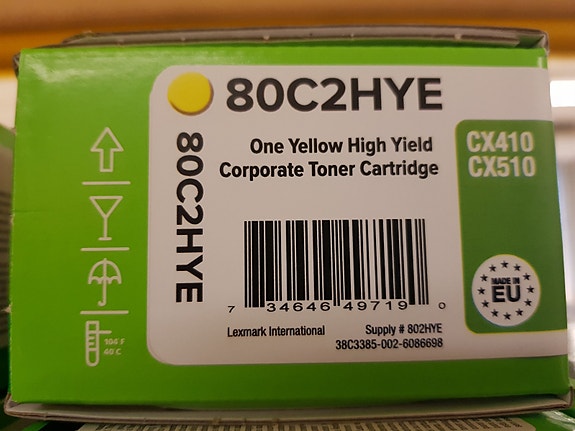 80C2HYE
80C2HYE
One Yellow High Yield
Corporate Toner Cartridge
CX410
CX510
MADE IN
EU
104 F
40 C
7 34646 49719 0
Lexmark International
Supply # 802HYE
38C3385-002-6086698